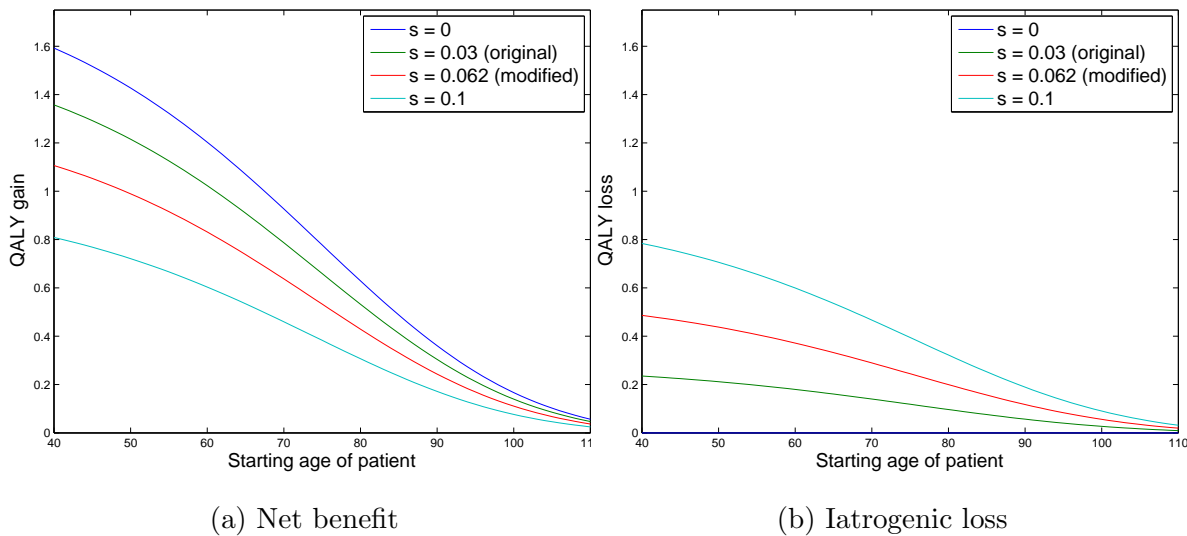 1.6
1.4
1.2
1
0.8
0.6
0.4
0.2
0
QALY gain
s = 0
s = 0.03 (original)
s = 0.062 (modified)
s = 0.1
40 50 60 70 80 90 100 110
Starting age of patient
(a) Net benefit
1.6
1.4
1.2
1
0.8
0.6
0.4
0.2
0
QALY loss
s = 0
s = 0.03 (original)
s = 0.062 (modified)
s = 0.1
40 50 60 70 80 90 100 110
Starting age of patient
(b) Iatrogenic loss